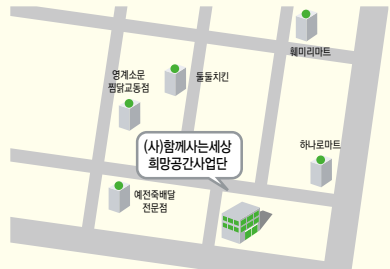 훼미리마트
영계소문
찜닭교동점
둘둘치킨
(사)함께사는세상
희망공간사업단
하나로마트
예전죽배달
전문점